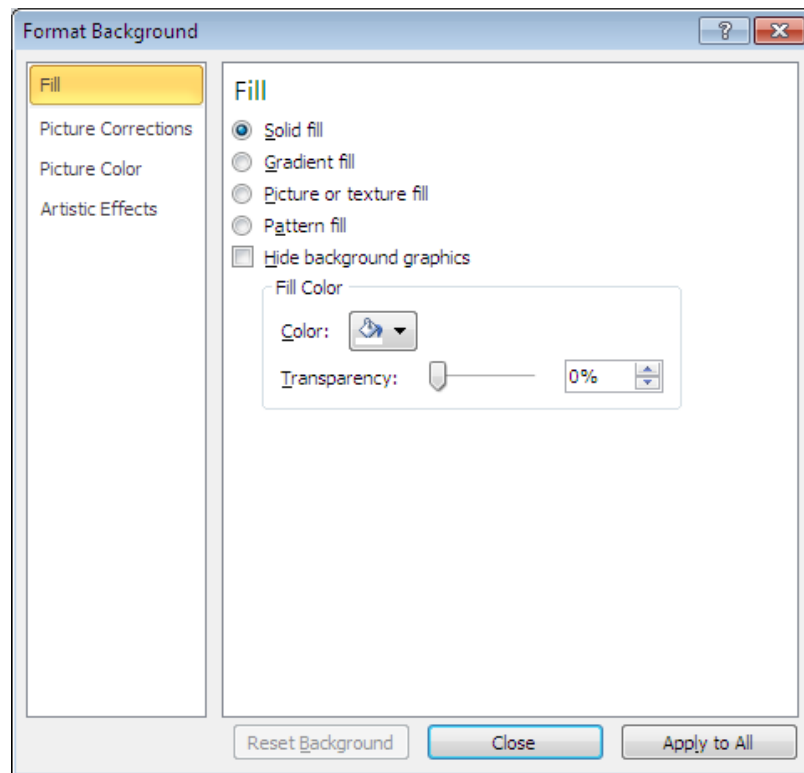 Format Background
Fill
Picture Corrections
Picture Color
Artistic Effects
Fill
Solid fill
Gradient fill
Picture or texture fill
Pattern fill
Hide background graphics
Fill Color
Color:
Transparency: 0%
Reset Background Close Apply to All